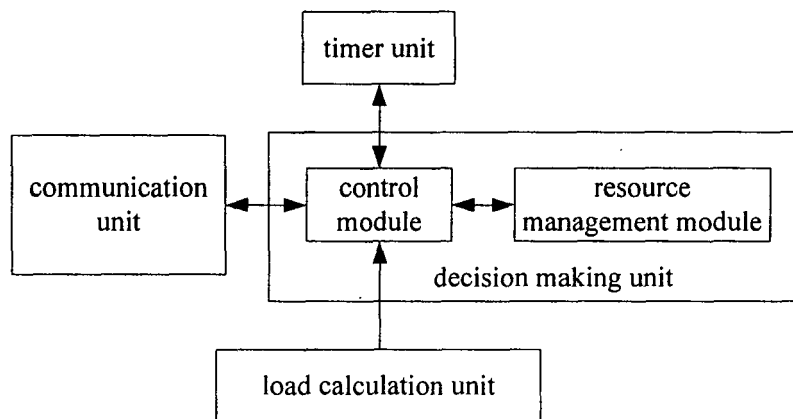 timer unit
communication
unit
control
module
resource
management module
decision making unit
load calculation unit